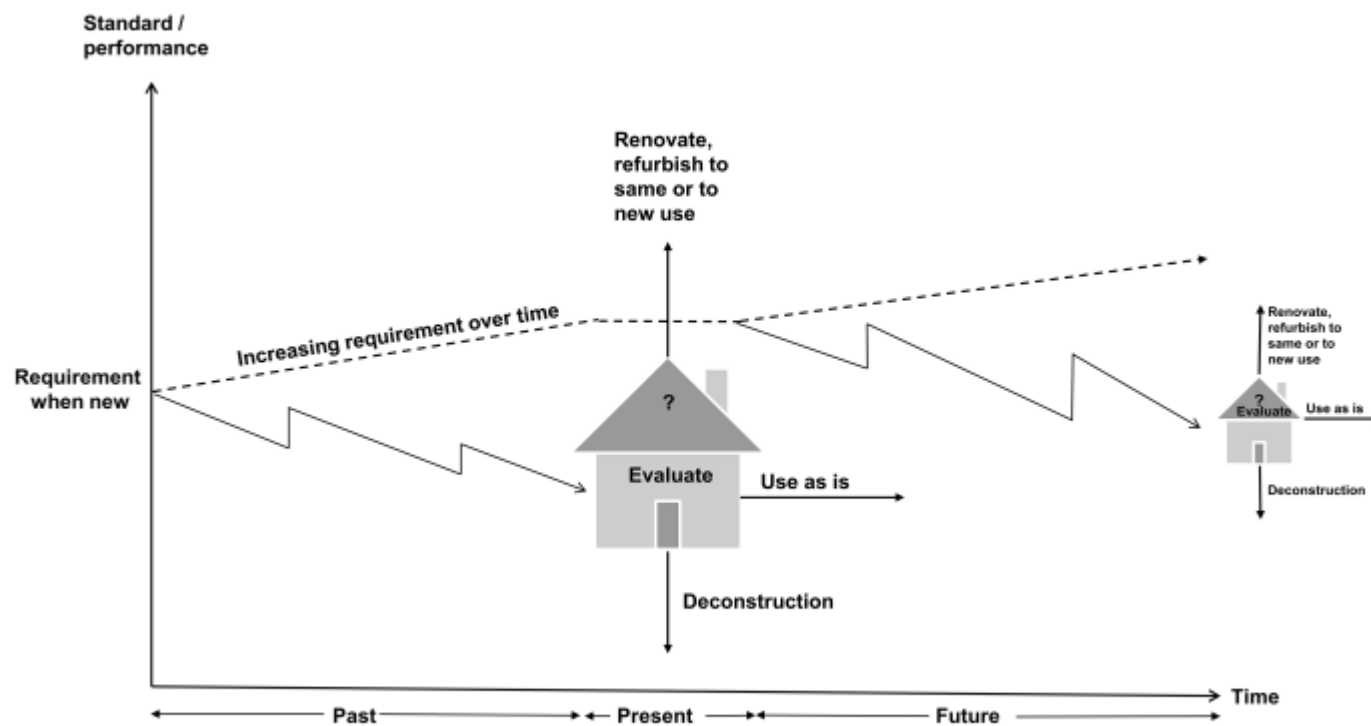 Standard /
performance
Renovate,
refurbish to
same or to
new use
Increasing requirement over time
Requirement
when new
?
Evaluate
Use as is
Deconstruction
Renovate,
refurbish to
same or to
new use
?
Evaluate
Use as is
Deconstruction
Time
Past
Present
Future